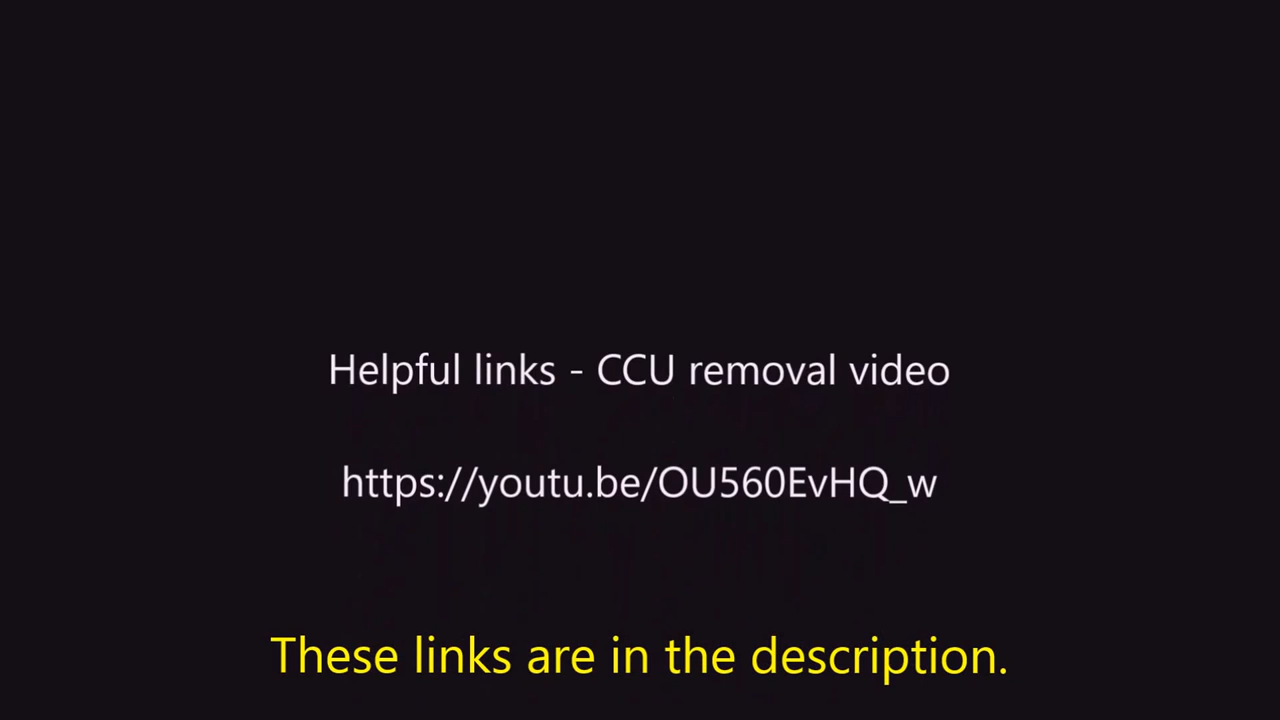 Helpful links - CCU removal video
https://youtu.be/OU560EvHQ_w
These links are in the description.